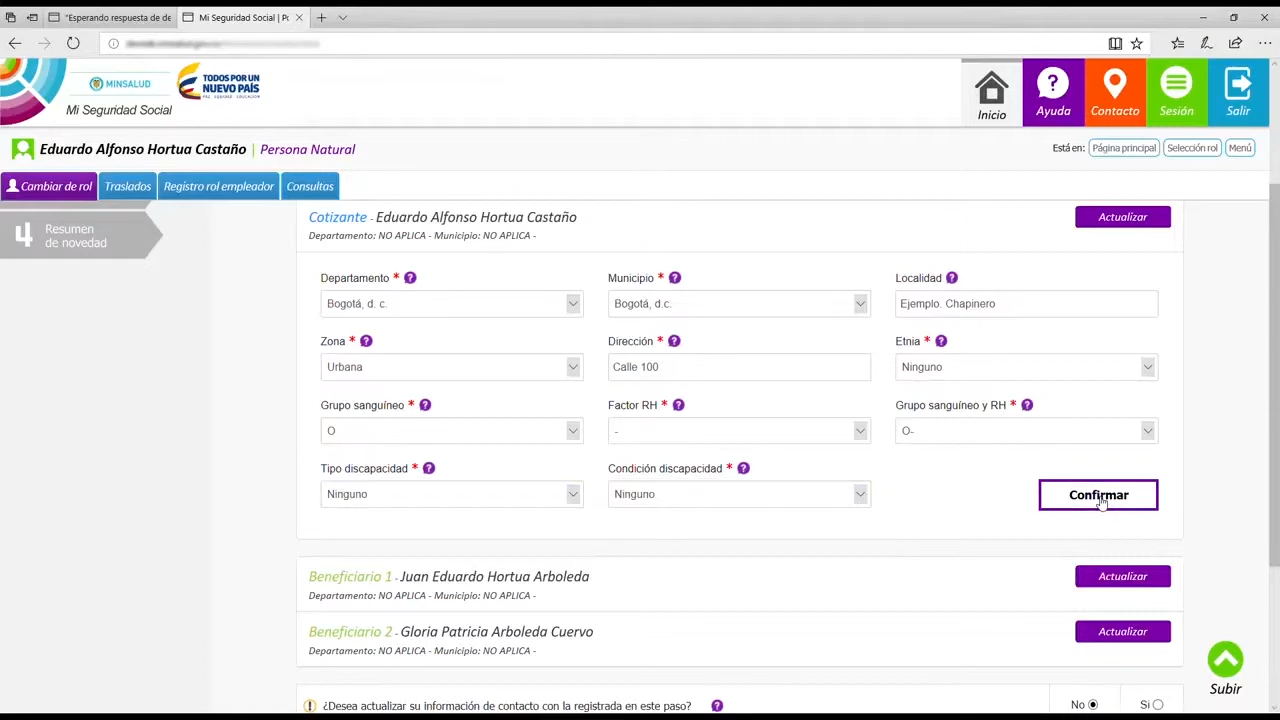 "Esperando respuesta de de
Mi Seguridad Social | Po
MINSALUD
TODOS POR UN
NUEVO PAÍS
PAZ EQUIDAD EDUCACIÓN
Mi Seguridad Social
Inicio
Ayuda
Contacto
Sesión
Salir
Eduardo Alfonso Hortua Castaño | Persona Natural
Está en: Página principal Selección rol Menú
Cambiar de rol Traslados Registro rol empleador Consultas
4 Resumen
de novedad
Cotizante - Eduardo Alfonso Hortua Castaño
Actualizar
Departamento: NO APLICA - Municipio: NO APLICA -
Departamento * ? Municipio * ? Localidad ?
Bogotá, d. c. Bogotá, d.c. Ejemplo. Chapinero
Zona * ? Dirección * ? Etnia * ?
Urbana Calle 100 Ninguno
Grupo sanguíneo * ? Factor RH * ? Grupo sanguíneo y RH * ?
O - O-
Tipo discapacidad * ? Condición discapacidad * ?
Ninguno Ninguno Confirmar
Beneficiario 1 - Juan Eduardo Hortua Arboleda
Actualizar
Departamento: NO APLICA - Municipio: NO APLICA -
Beneficiario 2 - Gloria Patricia Arboleda Cuervo
Actualizar
Departamento: NO APLICA - Municipio: NO APLICA -
Subir
¿Desea actualizar su información de contacto con la registrada en este paso? ? No Si